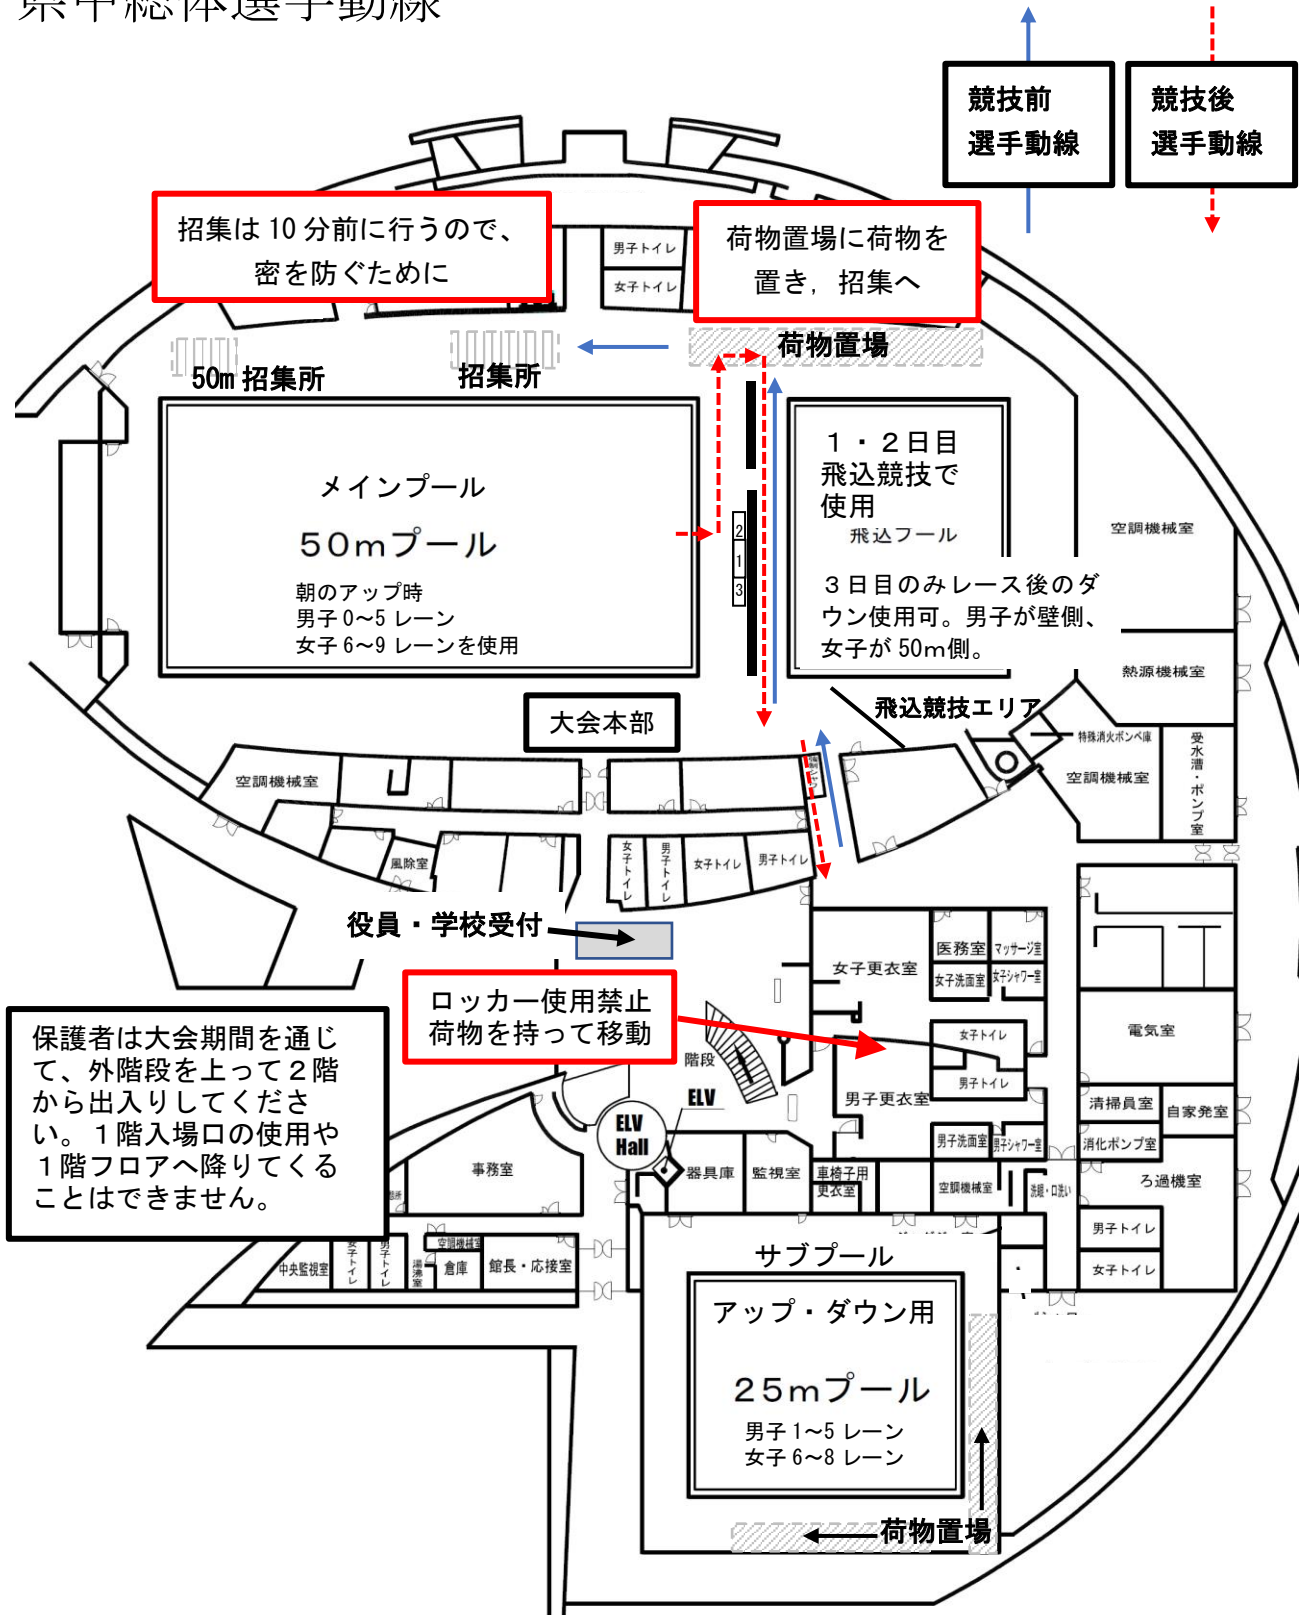 県中総体選手動線
競技前
選手動線
競技後
選手動線
招集は10分前に行うので、
密を防ぐために
男子トイレ
女子トイレ
荷物置場に荷物を
置き, 招集へ
50m招集所
招集所
荷物置場
メインプール
50mプール
朝のアップ時
男子0〜5レーン
女子6〜9レーンを使用
2
1
3
1・2日目
飛込競技で
使用
飛込プール
3日目のみレース後のダ
ウン使用可。男子が壁側、
女子が50m側。
空調機械室
熱源機械室
飛込競技エリア
特殊消火ボンベ庫
空調機械室
受水漕・ポンプ室
大会本部
空調機械室
風除室
女子トイレ
男子トイレ
女子トイレ
男子トイレ
役員・学校受付
女子更衣室
医務室
マッサージ室
女子洗面室
女子シャワー室
女子トイレ
男子トイレ
男子更衣室
男子洗面室
男子シャワー室
ロッカー使用禁止
荷物を持って移動
階段
ELV
ELV
Hall
電気室
清掃員室
自家発室
消化ポンプ室
ろ過機室
男子トイレ
女子トイレ
保護者は大会期間を通じ
て、外階段を上って2階
から出入りしてくださ
い。1階入場口の使用や
1階フロアへ降りてくる
ことはできません。
事務室
器具庫
監視室
車椅子用
更衣室
空調機械室
洗眼・口洗い
中央監視室
女子トイレ
男子トイレ
湯沸室
空調機械室
倉庫
館長・応接室
サブプール
アップ・ダウン用
25mプール
男子1〜5レーン
女子6〜8レーン
荷物置場